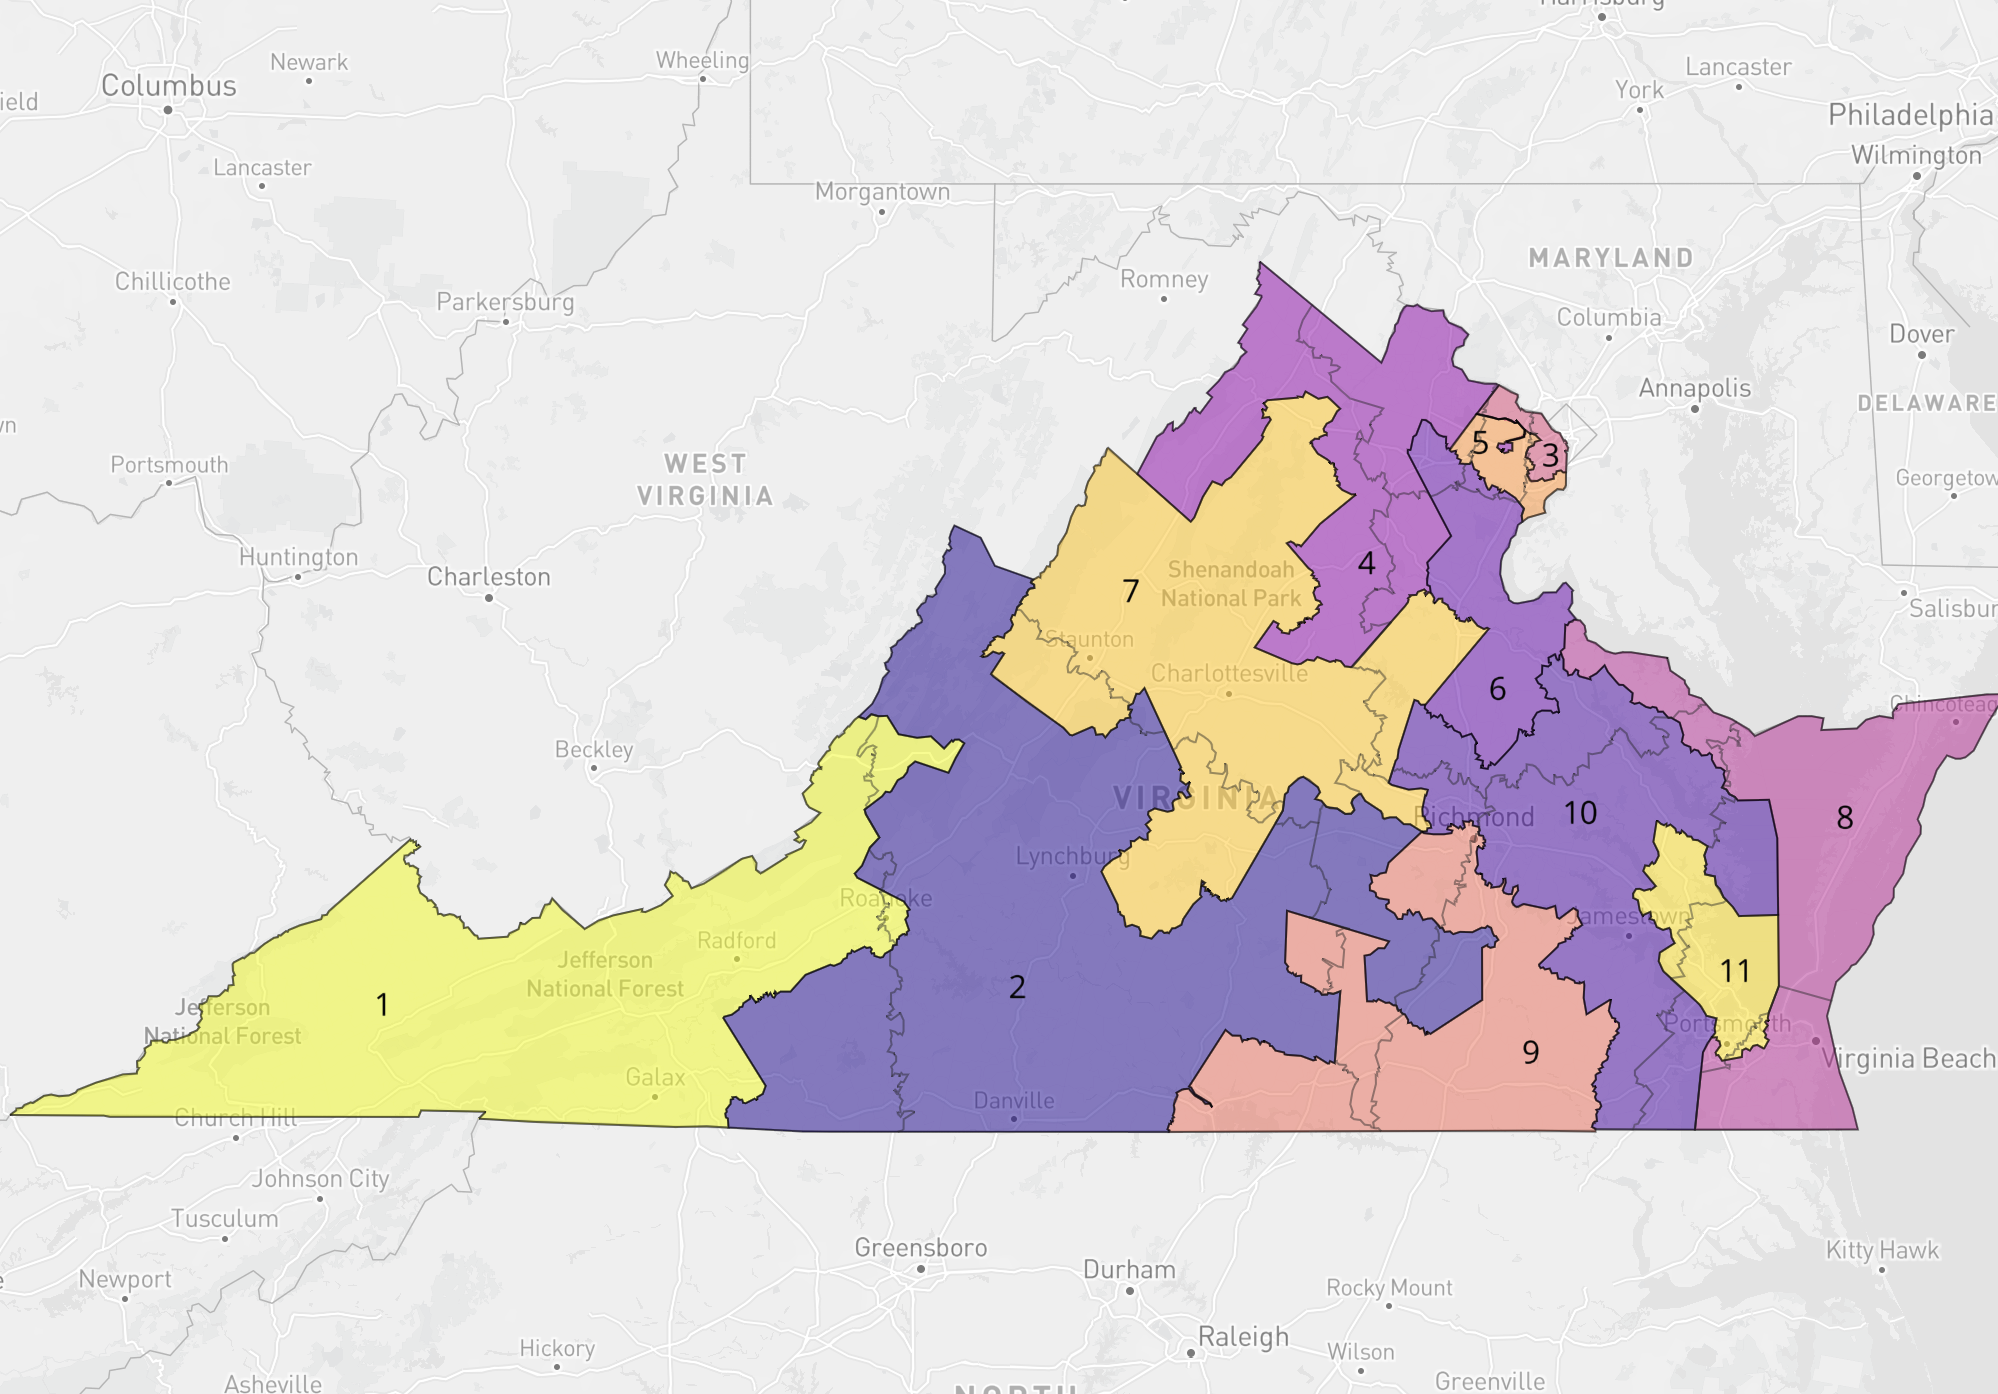 Harrisburg
Newark
Wheeling
Lancaster
Columbus
York
ield
Philadelphia
Wilmington
Lancaster
Morgantown
MARYLAND
Chillicothe
Romney
Parkersburg
Columbia
Dover
Annapolis
DELAWARE
wn
5
3
Portsmouth
WEST
VIRGINIA
Georgetow
Huntington
Charleston
4
Shenandoah
National Park
7
Salisbur
Staunton
Charlottesville
6
Chincoteag
Beckley
VIRGINIA
Richmond
10
8
Lynchburg
Roanoke
Jamestown
Radford
Jefferson
National Forest
11
2
1
Jefferson
National Forest
Portsmouth
9
Virginia Beach
Galax
Danville
Church Hill
Johnson City
Tusculum
Greensboro
Kitty Hawk
Durham
Newport
e
Rocky Mount
Raleigh
Hickory
Wilson
Asheville
Greenville
NORTH